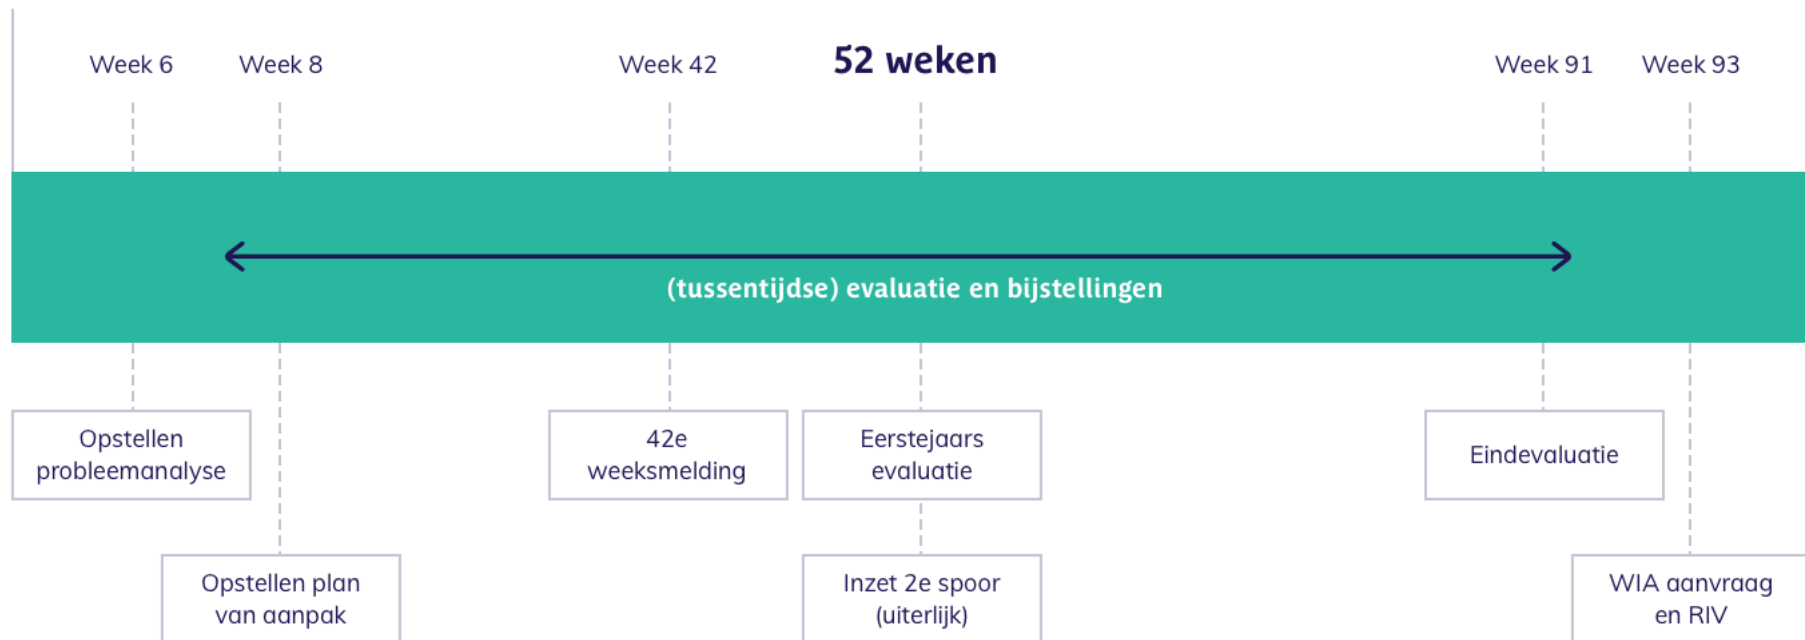 Week 6
Week 8
Week 42
52 weken
Week 91
Week 93
(tussentijdse) evaluatie en bijstellingen
Opstellen
probleemanalyse
42e
weeksmelding
Eerstejaars
evaluatie
Eindevaluatie
Opstellen plan
van aanpak
Inzet 2e spoor
(uiterlijk)
WIA aanvraag
en RIV